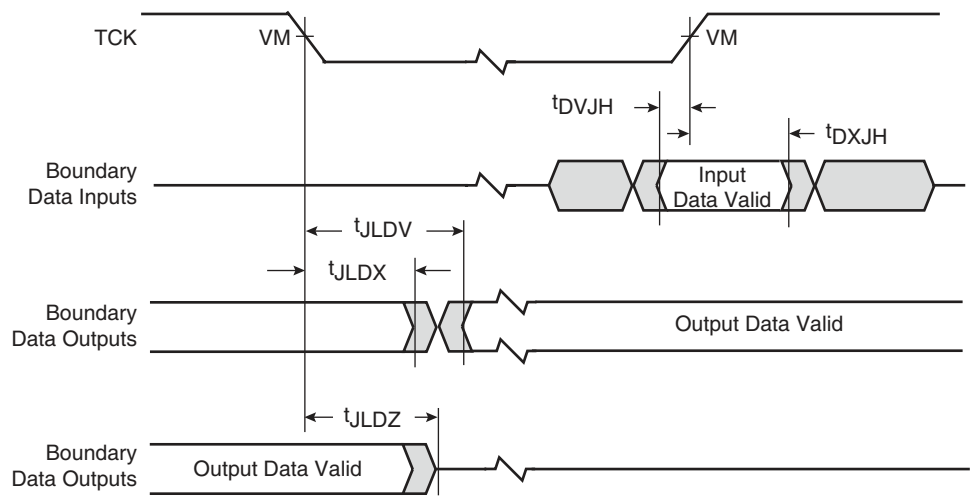 TCK
VM
VM
tDVJH
tDXJH
Boundary
Data Inputs
Input
Data Valid
tJLDV
tJLDX
Boundary
Data Outputs
Output Data Valid
tJLDZ
Boundary
Data Outputs
Output Data Valid